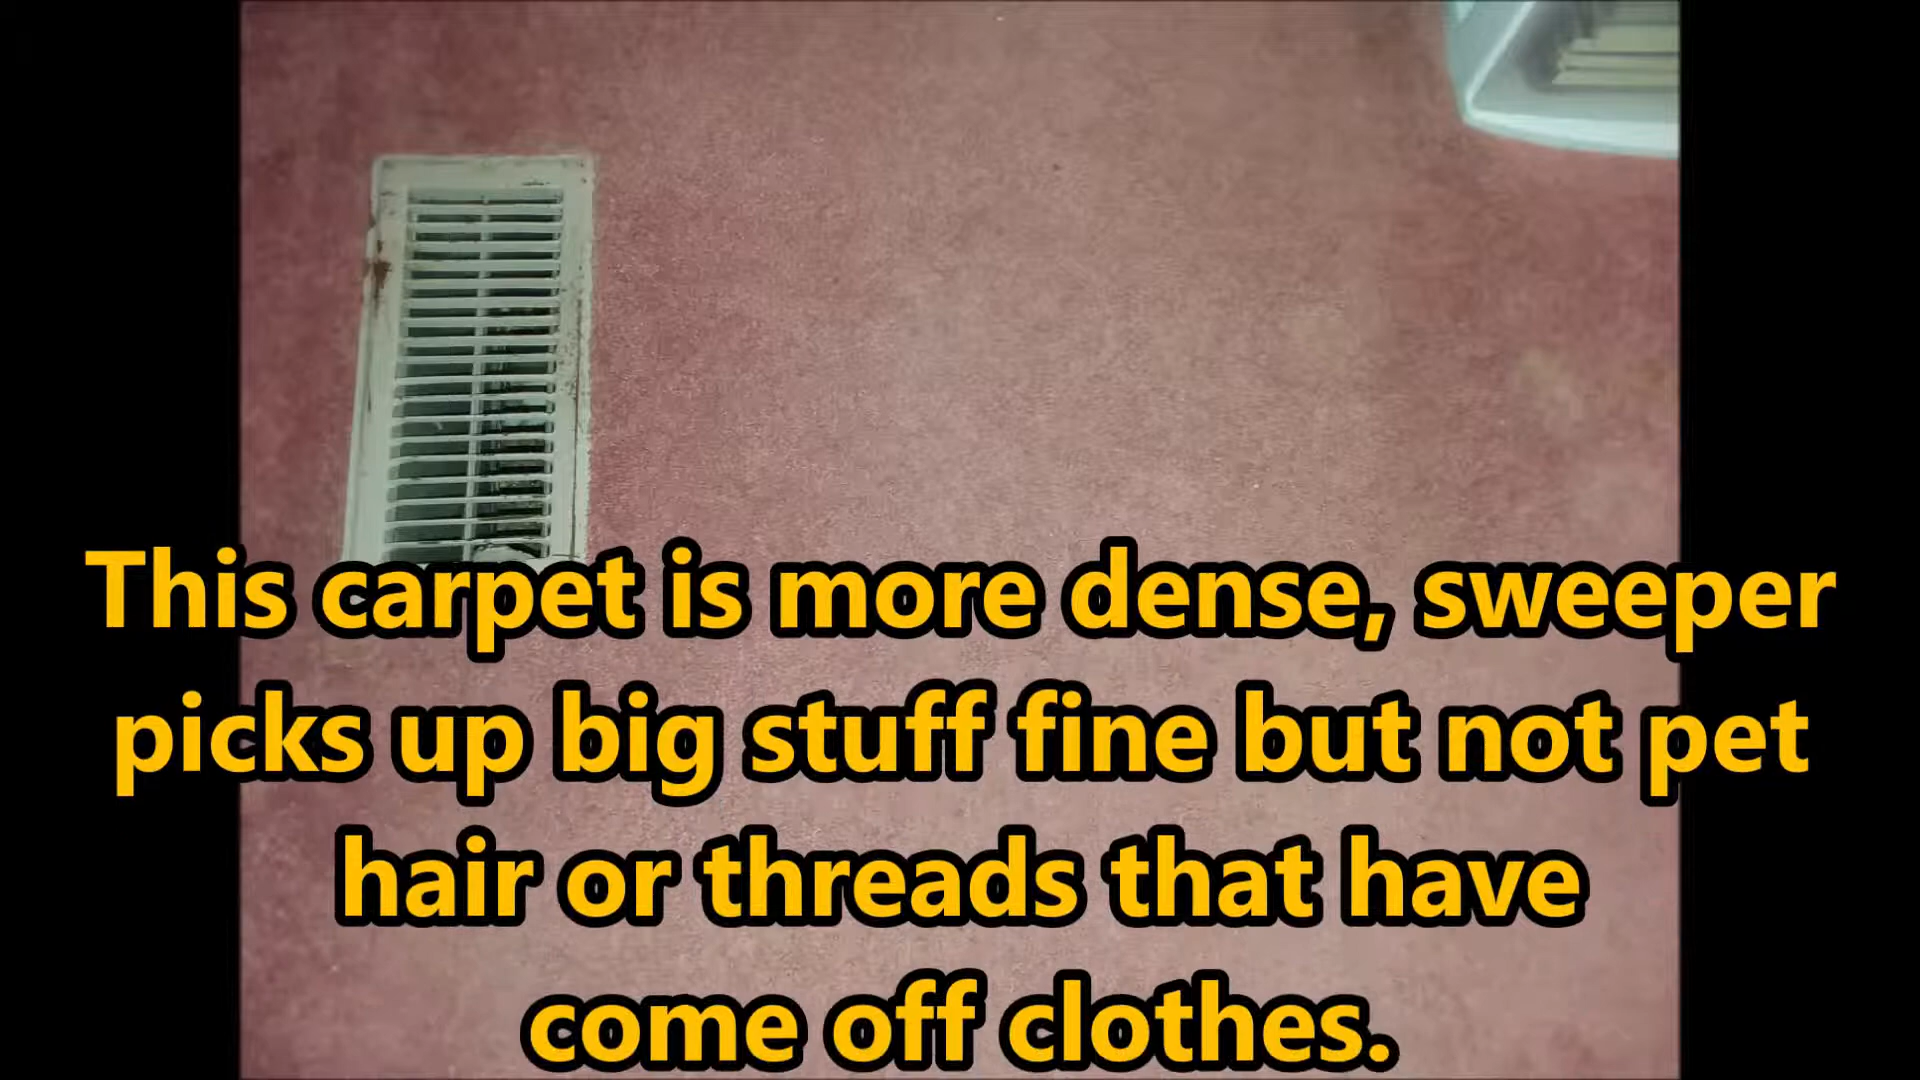 This carpet is more dense, sweeper
picks up big stuff fine but not pet
hair or threads that have
come off clothes.